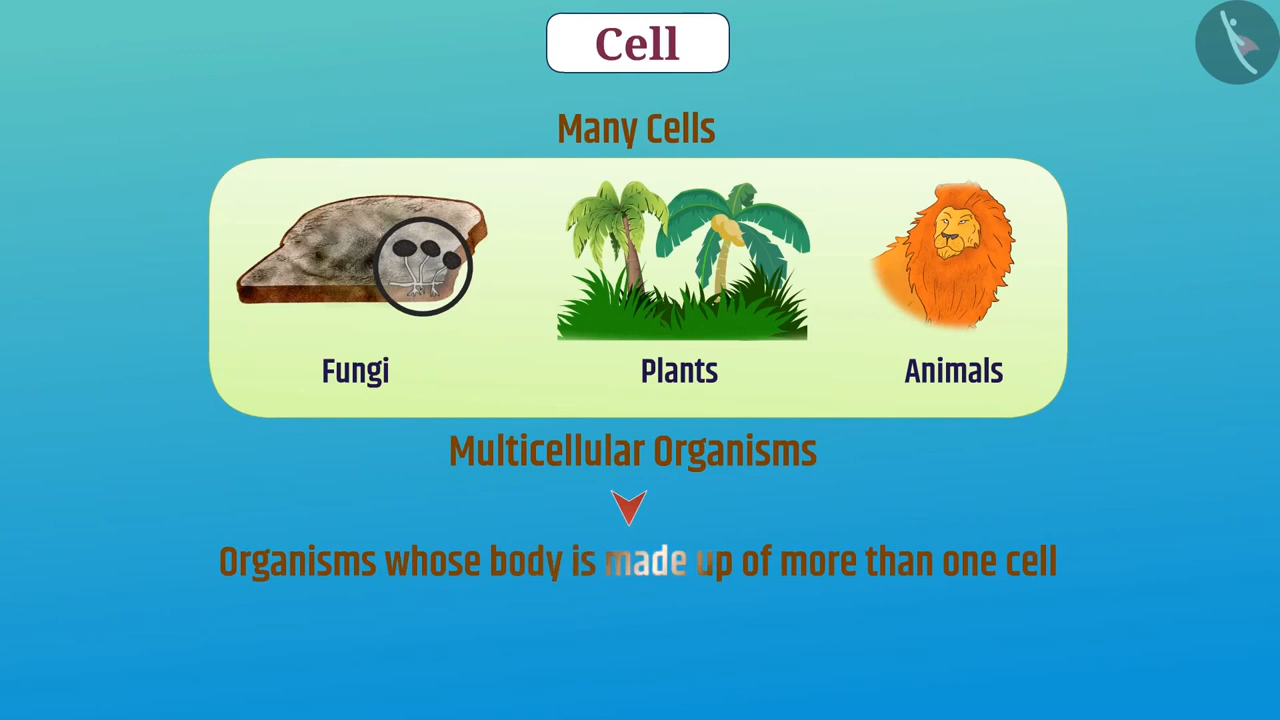 Cell
Many Cells
Fungi
Plants
Animals
Multicellular Organisms
Organisms whose body is made up of more than one cell